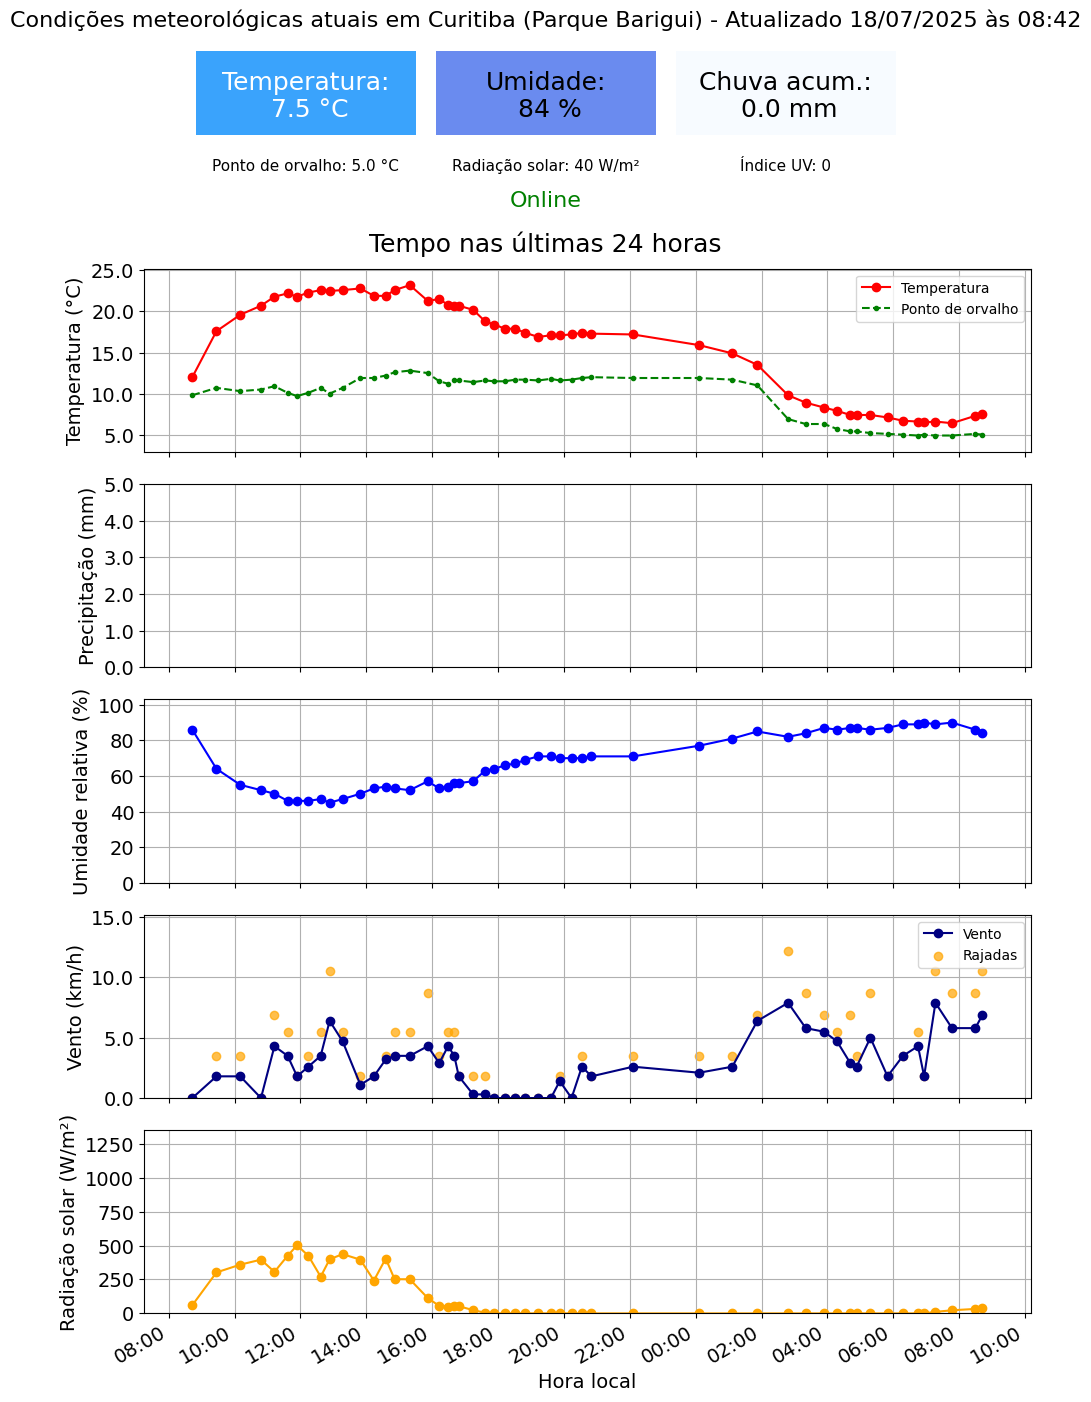 Condições meteorológicas atuais em Curitiba (Parque Barigui) - Atualizado 18/07/2025 às 08:42
Temperatura:
7.5 °C
Umidade:
84 %
Chuva acum.:
0.0 mm
Ponto de orvalho: 5.0 °C
Radiação solar: 40 W/m²
Índice UV: 0
Online
Tempo nas últimas 24 horas
Temperatura (°C)
25.0
20.0
15.0
10.0
5.0
Temperatura
Ponto de orvalho
Precipitação (mm)
5.0
4.0
3.0
2.0
1.0
0.0
Umidade relativa (%)
100
80
60
40
20
0
Vento (km/h)
15.0
10.0
5.0
0.0
Vento
Rajadas
Radiação solar (W/m²)
1250
1000
750
500
250
0
08:00 10:00 12:00 14:00 16:00 18:00 20:00 22:00 00:00 02:00 04:00 06:00 08:00 10:00
Hora local